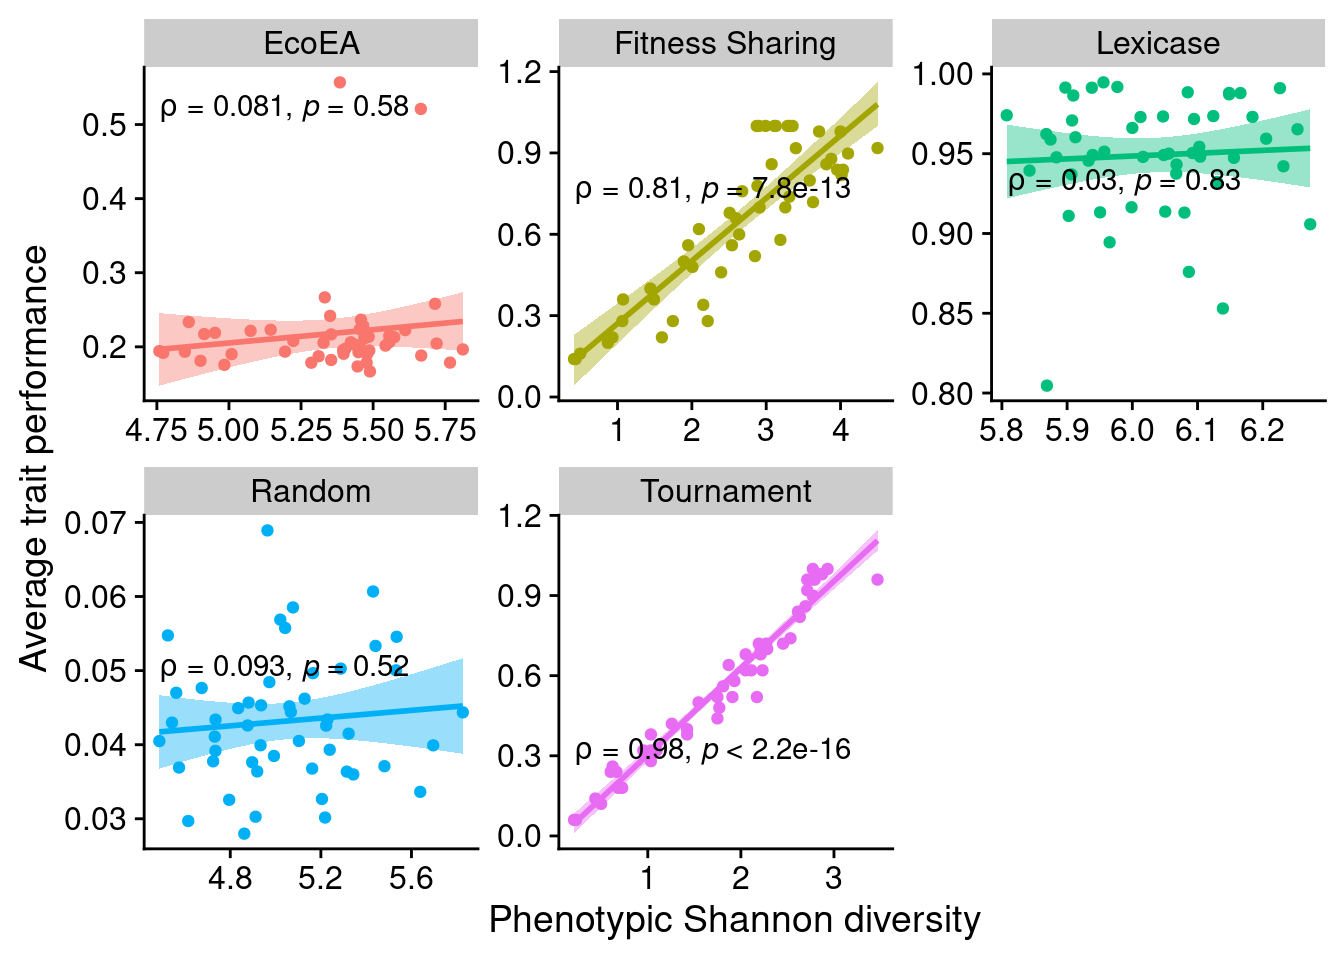 EcoEA
Fitness Sharing
Lexicase
ρ = 0.081, p = 0.58
ρ = 0.81, p = 7.8e-13
ρ = 0.03, p = 0.83
0.5
0.4
0.3
0.2
1.2
0.9
0.6
0.3
0.0
1.00
0.95
0.90
0.85
0.80
4.75 5.00 5.25 5.50 5.75
1 2 3 4
5.8 5.9 6.0 6.1 6.2
Average trait performance
Random
Tournament
ρ = 0.093, p = 0.52
ρ = 0.98, p < 2.2e-16
0.07
0.06
0.05
0.04
0.03
1.2
0.9
0.6
0.3
0.0
4.8 5.2 5.6
1 2 3
Phenotypic Shannon diversity